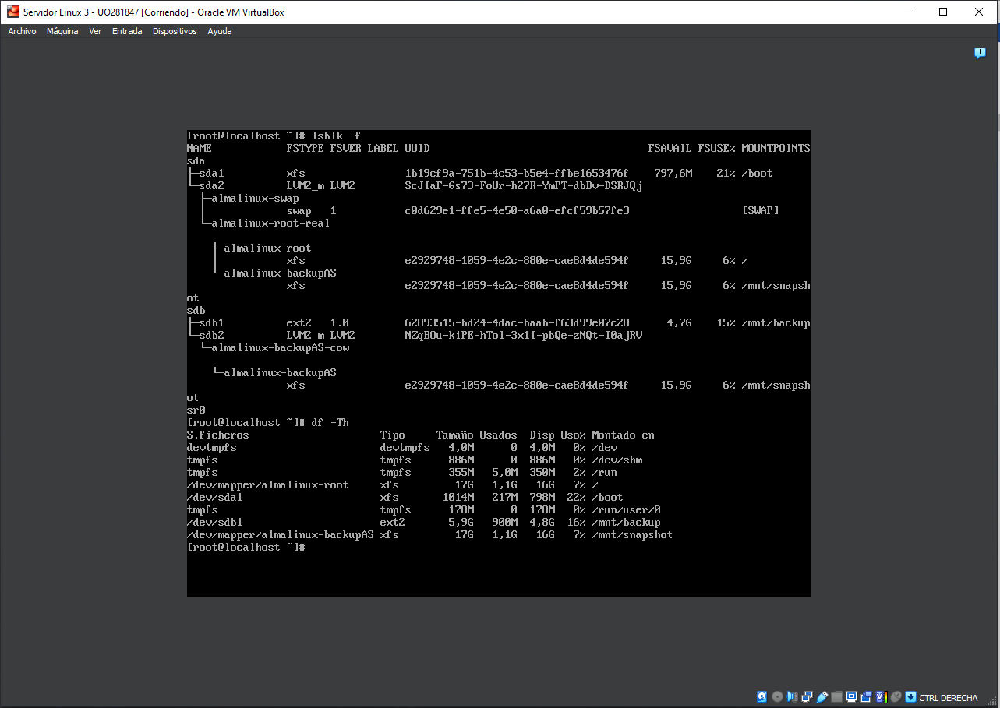 Servidor Linux 3 - UO281847 [Corriendo] - Oracle VM VirtualBox
Archivo Máquina Ver Entrada Dispositivos Ayuda
[root@localhost ~]# lsblk -f
NAME FSTYPE FSVER LABEL UUID FSAVAIL FSUSE% MOUNTPOINTS
sda
├─sda1 xfs 1b19cf9a-751b-4c53-b5e4-ffbe1653476f 797,6M 21% /boot
└─sda2 LVM2_m LVM2 ScJIaF-Gs73-FoUr-h27R-YmPT-dbBv-DSRJQj
├─almalinux-swap
swap 1 c0d629e1-ffe5-4e50-a6a0-efcf59b57fe3 [SWAP]
└─almalinux-root-real
├─almalinux-root
xfs e2929748-1059-4e2c-880e-cae8d4de594f 15,9G 6% /
└─almalinux-backupAS
xfs e2929748-1059-4e2c-880e-cae8d4de594f 15,9G 6% /mnt/snapsh
ot
sdb
├─sdb1 ext2 1.0 62893515-bd24-4dac-baab-f63d99e07c28 4,7G 15% /mnt/backup
└─sdb2 LVM2_m LVM2 NZqBOu-kiPE-hTol-3x1I-pbQe-zNQt-I0ajRV
└─almalinux-backupAS-cow
└─almalinux-backupAS
xfs e2929748-1059-4e2c-880e-cae8d4de594f 15,9G 6% /mnt/snapsh
ot
sr0
[root@localhost ~]# df -Th
S.ficheros Tipo Tamaño Usados Disp Uso% Montado en
devtmpfs devtmpfs 4,0M 0 4,0M 0% /dev
tmpfs tmpfs 886M 0 886M 0% /dev/shm
tmpfs tmpfs 355M 5,0M 350M 2% /run
/dev/mapper/almalinux-root xfs 17G 1,1G 16G 7% /
/dev/sda1 xfs 1014M 217M 798M 22% /boot
tmpfs tmpfs 178M 0 178M 0% /run/user/0
/dev/sdb1 ext2 5,9G 900M 4,8G 16% /mnt/backup
/dev/mapper/almalinux-backupAS xfs 17G 1,1G 16G 7% /mnt/snapshot
[root@localhost ~]#
CTRL DERECHA